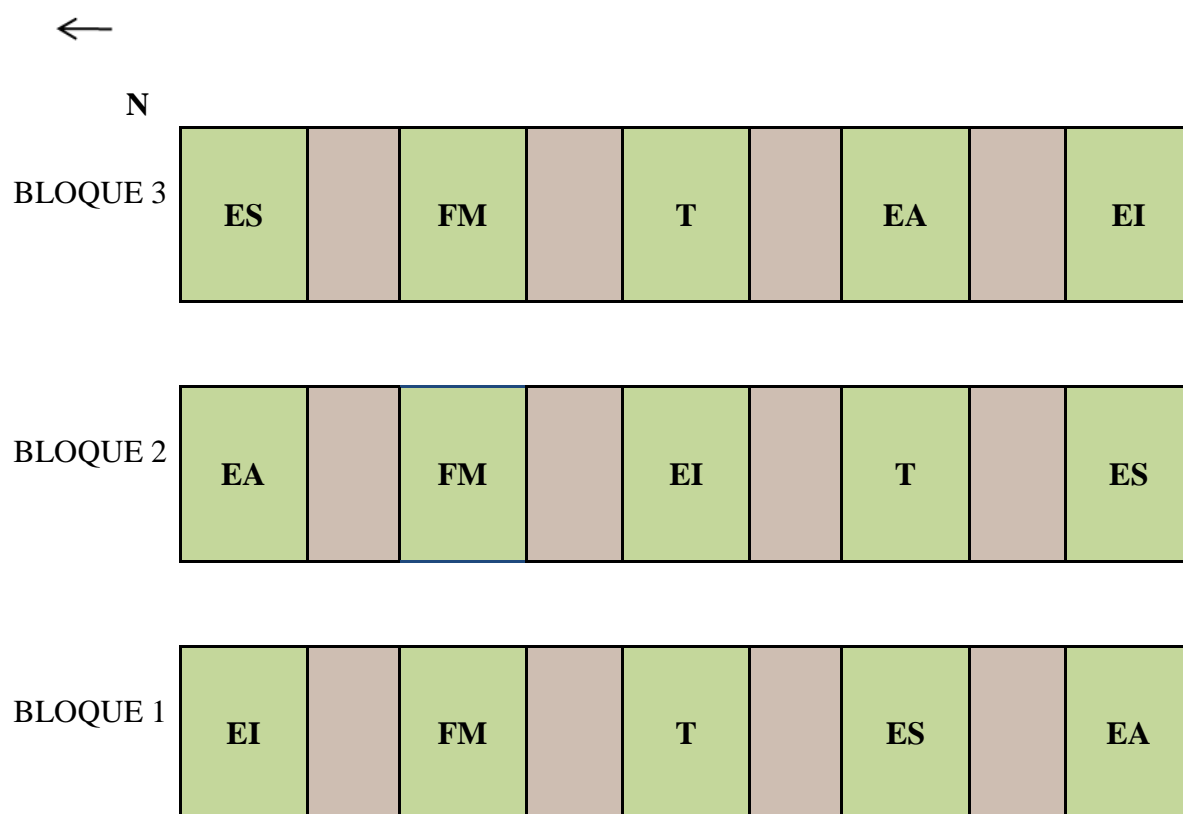 N
BLOQUE 3
ES FM T EA EI
BLOQUE 2
EA FM EI T ES
BLOQUE 1
EI FM T ES EA